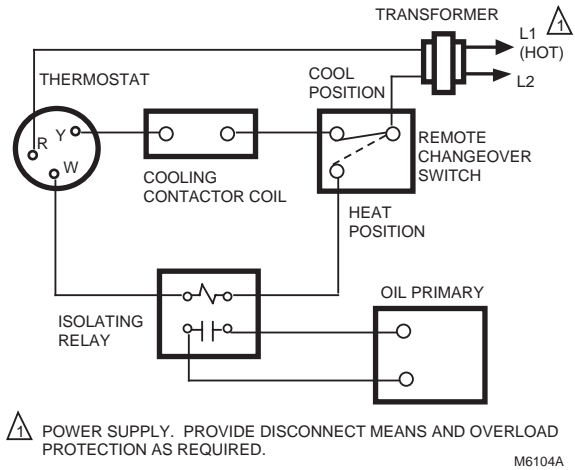 TRANSFORMER
L1
(HOT)
1
L2
THERMOSTAT
COOL
POSITION
R
Y
W
REMOTE
CHANGEOVER
SWITCH
COOLING
CONTACTOR COIL
HEAT
POSITION
ISOLATING
RELAY
OIL PRIMARY
1 POWER SUPPLY. PROVIDE DISCONNECT MEANS AND OVERLOAD
PROTECTION AS REQUIRED.
M6104A